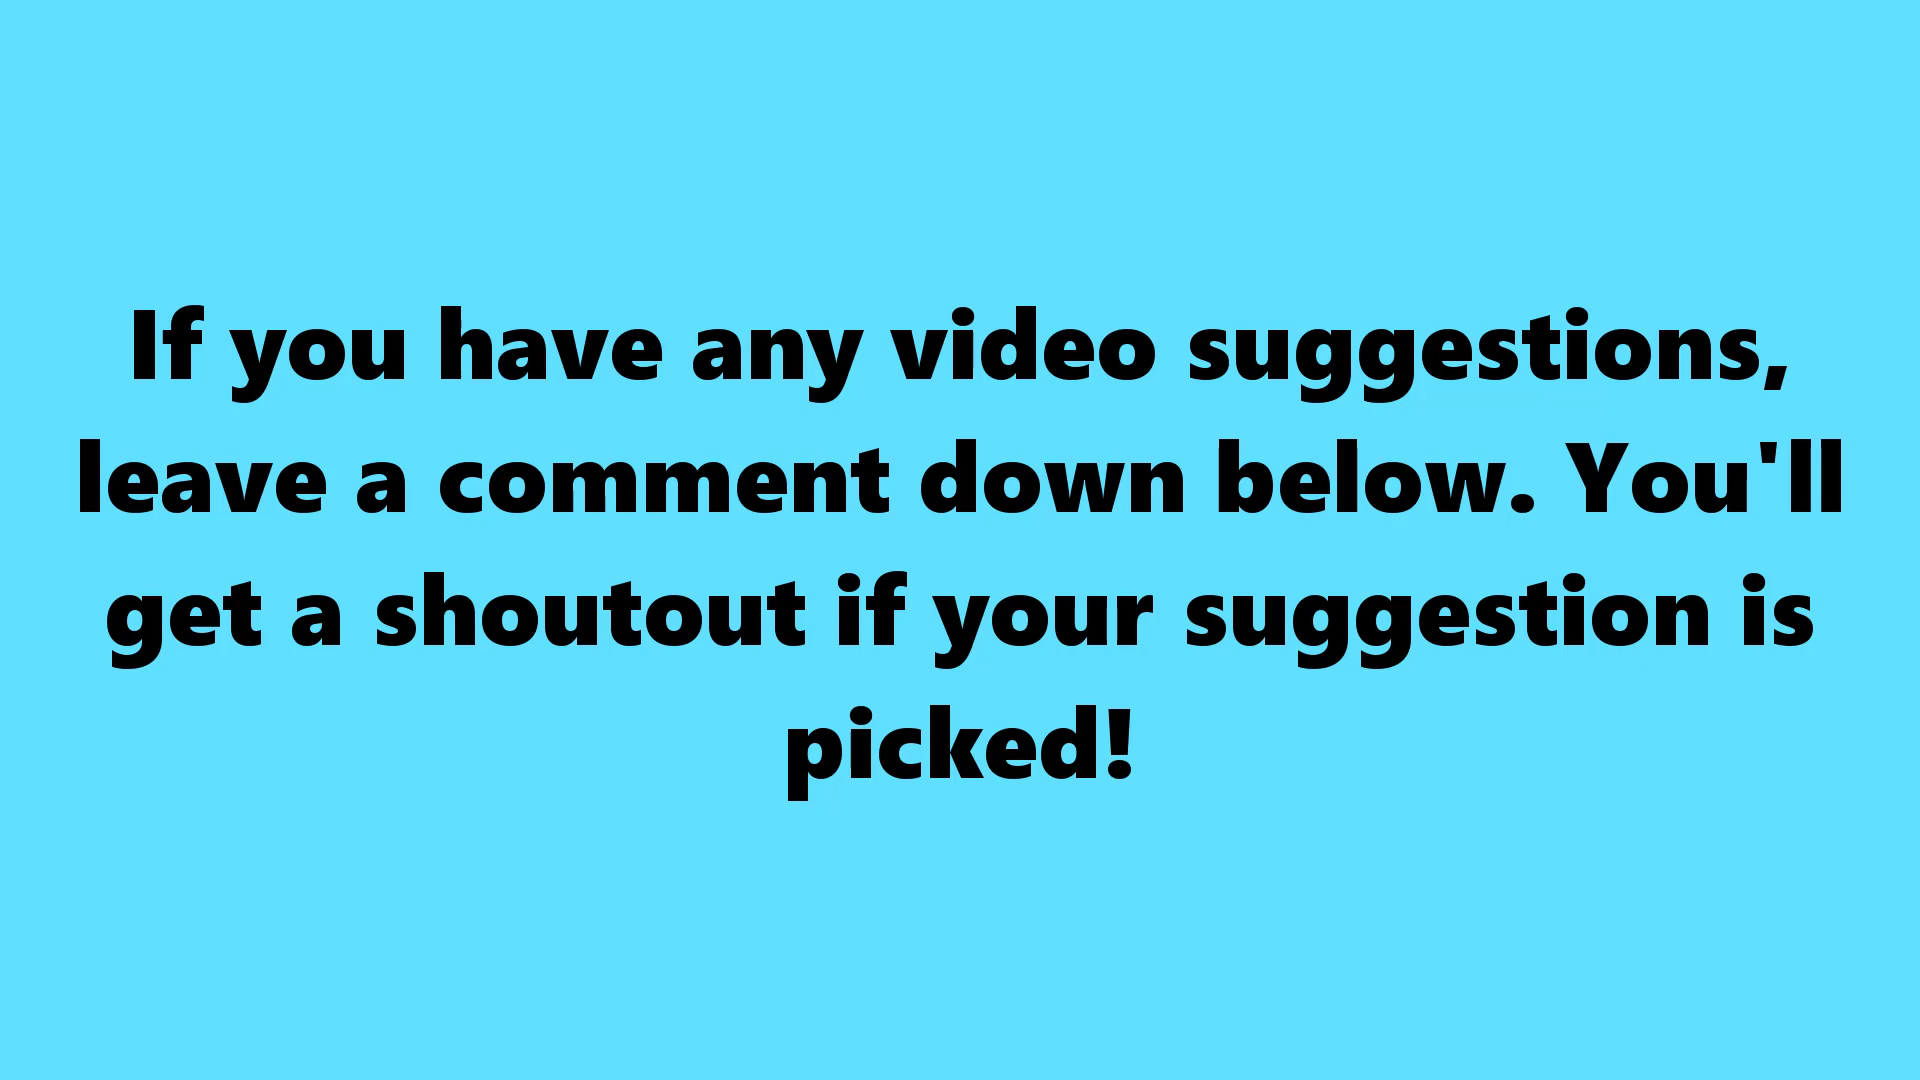 If you have any video suggestions,
leave a comment down below. You'll
get a shoutout if your suggestion is
picked!